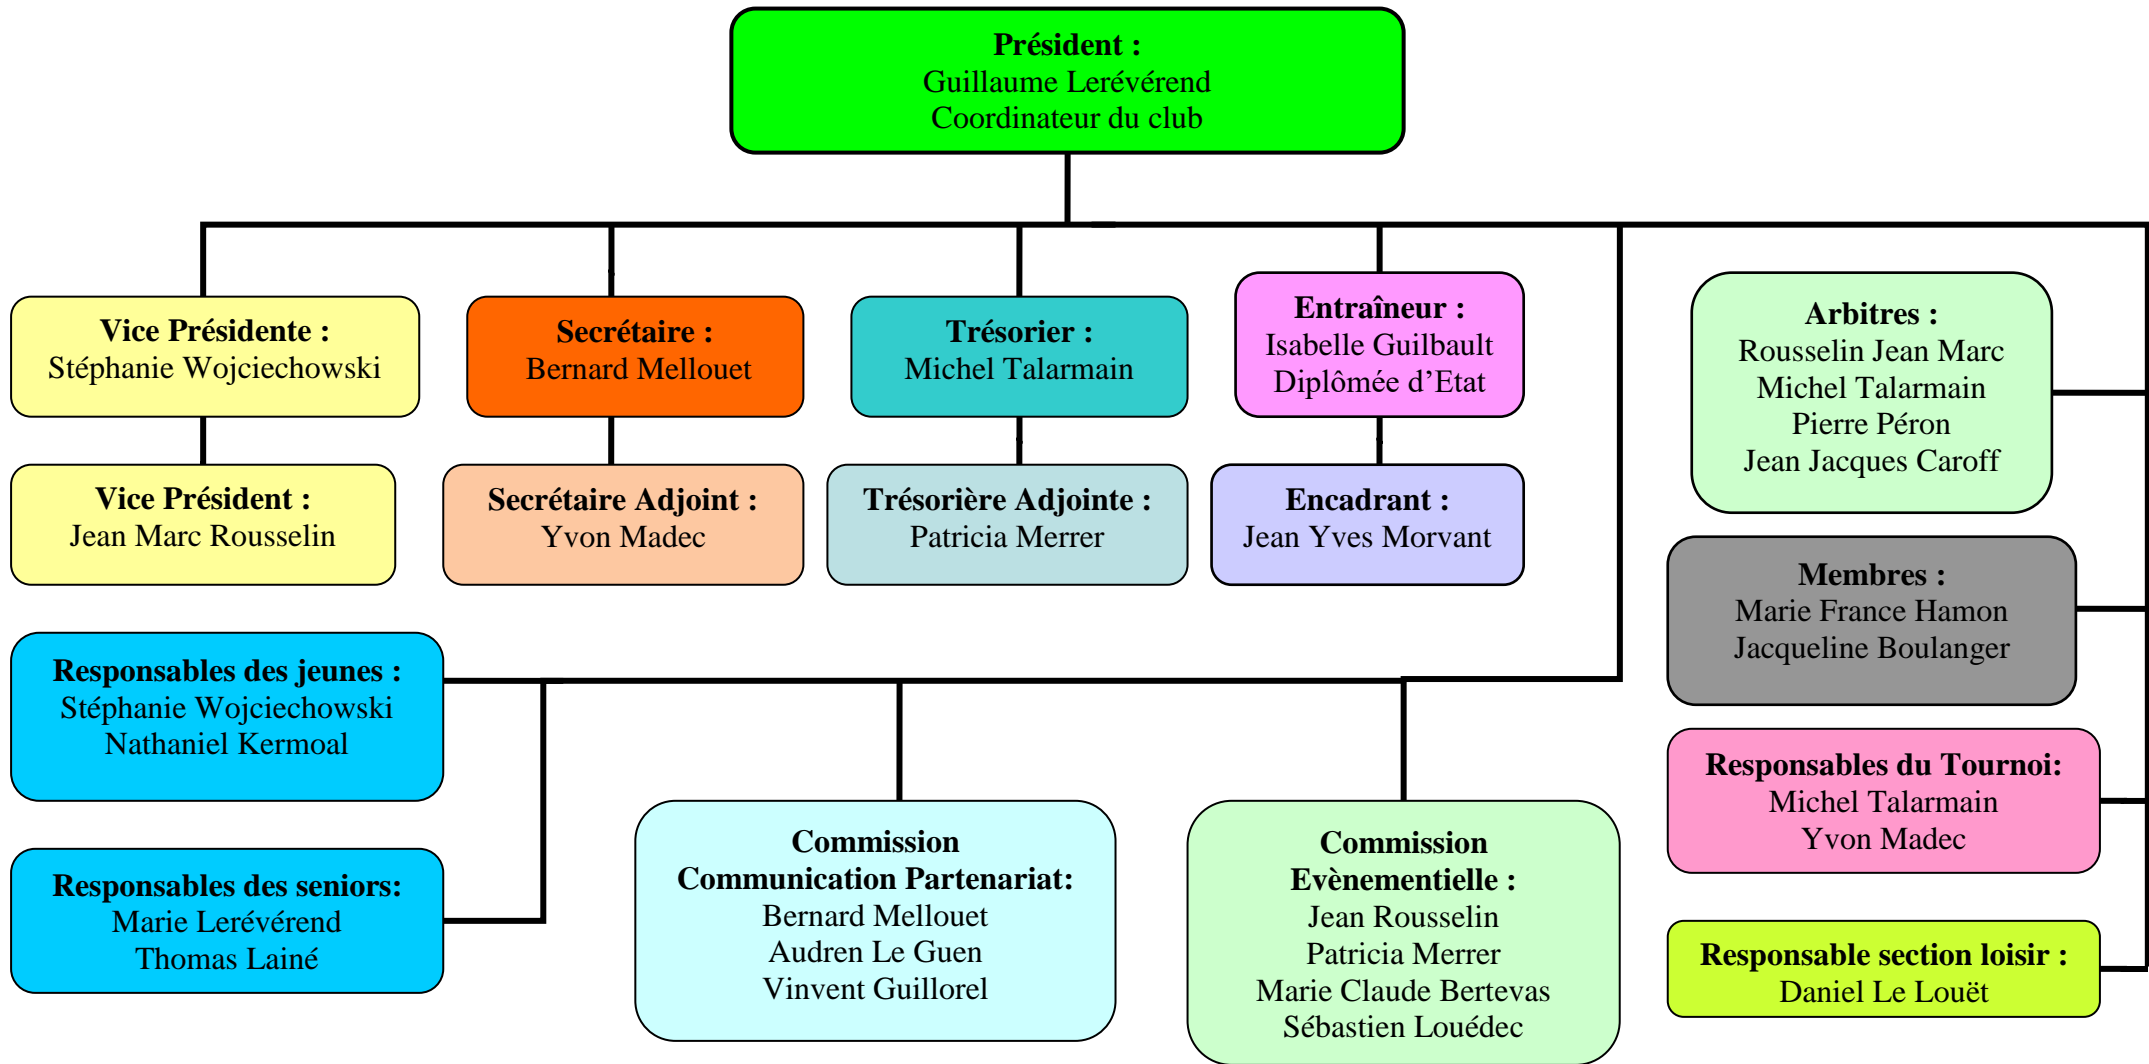 Président :
Guillaume Lerévérend
Coordinateur du club
Vice Présidente :
Stéphanie Wojciechowski
Secrétaire :
Bernard Mellouet
Trésorier :
Michel Talarmain
Entraîneur :
Isabelle Guilbault
Diplômée d’Etat
Arbitres :
Rousselin Jean Marc
Michel Talarmain
Pierre Péron
Jean Jacques Caroff
Vice Président :
Jean Marc Rousselin
Secrétaire Adjoint :
Yvon Madec
Trésorière Adjointe :
Patricia Merrer
Encadrant :
Jean Yves Morvant
Membres :
Marie France Hamon
Jacqueline Boulanger
Responsables des jeunes :
Stéphanie Wojciechowski
Nathaniel Kermoal
Responsables du Tournoi:
Michel Talarmain
Yvon Madec
Responsables des seniors:
Marie Lerévérend
Thomas Lainé
Commission
Communication Partenariat:
Bernard Mellouet
Audren Le Guen
Vinvent Guillorel
Commission
Evènementielle :
Jean Rousselin
Patricia Merrer
Marie Claude Bertevas
Sébastien Louédec
Responsable section loisir :
Daniel Le Louët